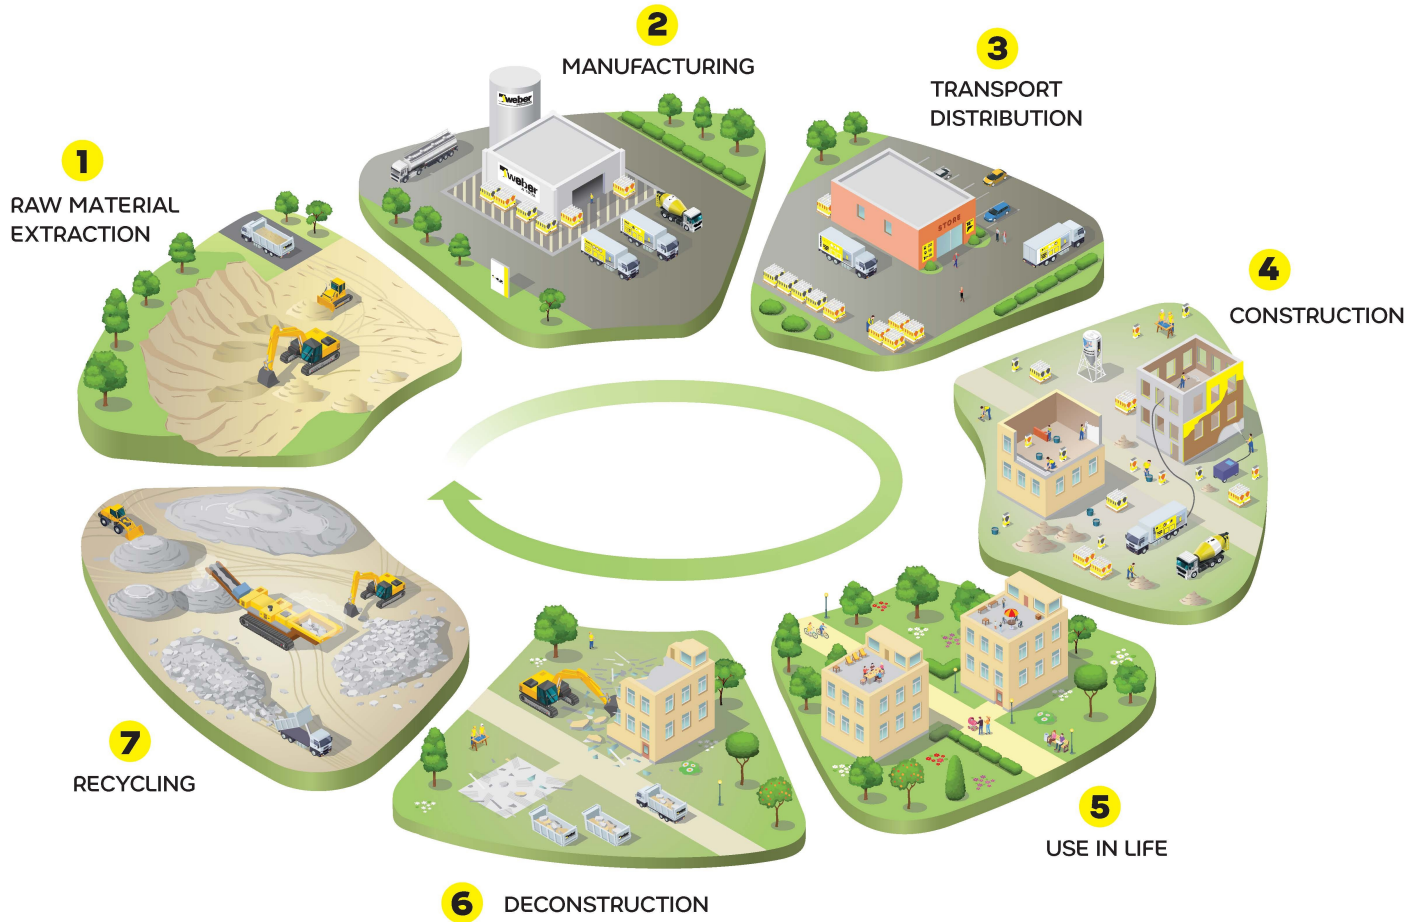 1
RAW MATERIAL
EXTRACTION
2
MANUFACTURING
weber
weber
3
TRANSPORT
DISTRIBUTION
STORE
4
CONSTRUCTION
5
USE IN LIFE
6
DECONSTRUCTION
7
RECYCLING